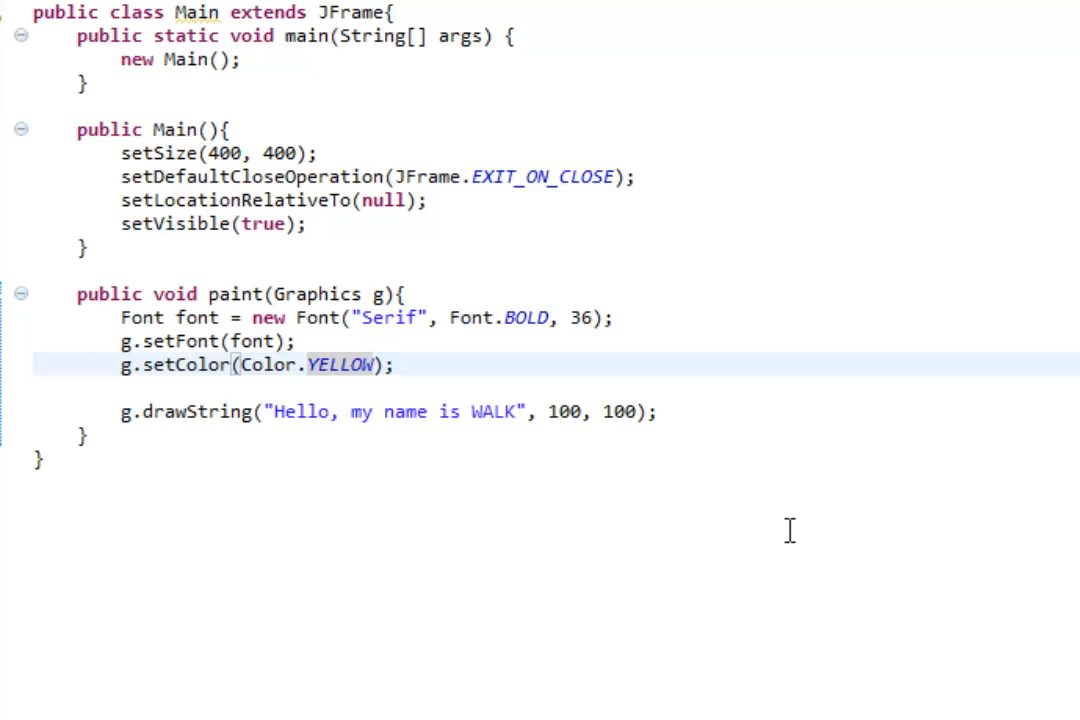 public class Main extends JFrame{
public static void main(String[] args) {
new Main();
}
public Main(){
setSize(400, 400);
setDefaultCloseOperation(JFrame.EXIT_ON_CLOSE);
setLocationRelativeTo(null);
setVisible(true);
}
public void paint(Graphics g){
Font font = new Font("Serif", Font.BOLD, 36);
g.setFont(font);
g.setColor(Color.YELLOW);
g.drawString("Hello, my name is WALK", 100, 100);
}
}